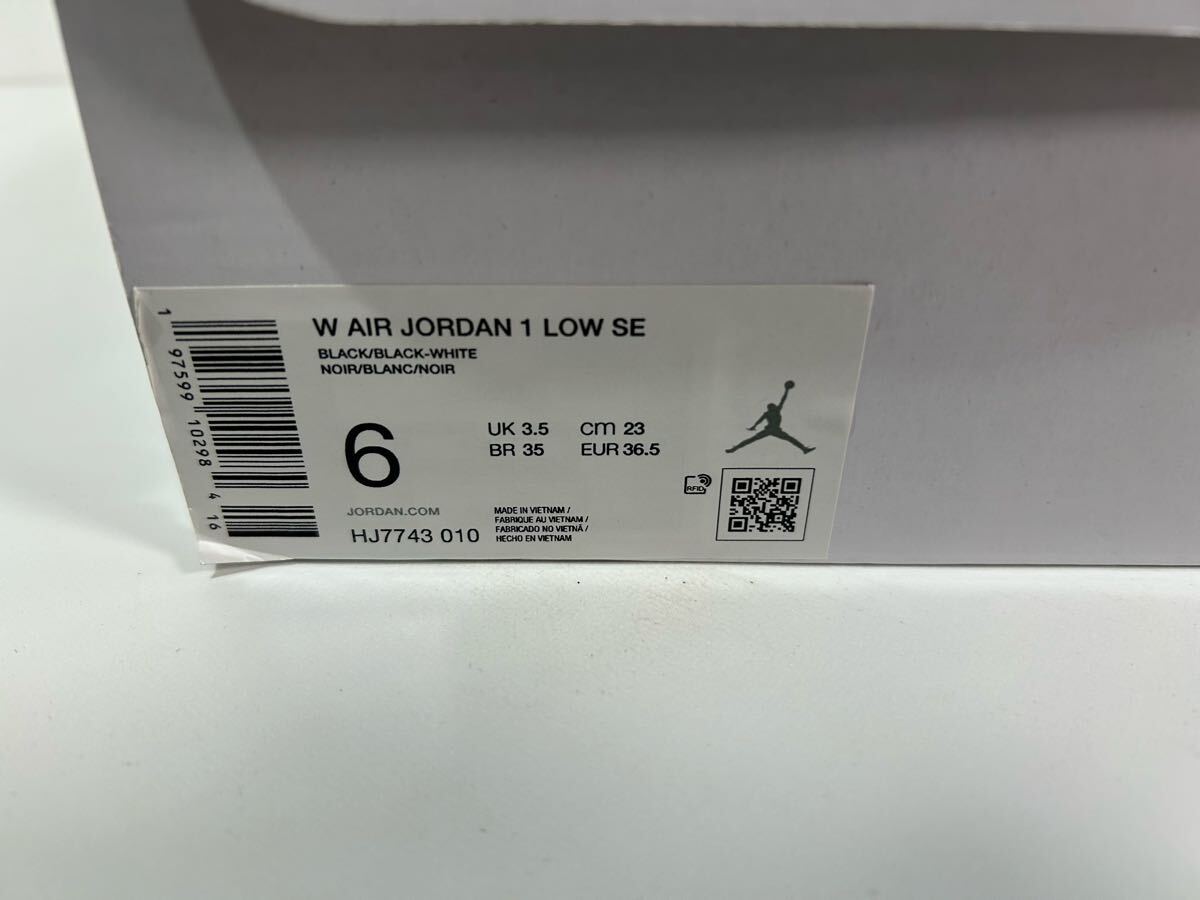 W AIR JORDAN 1 LOW SE
BLACK/BLACK-WHITE
NOIR/BLANC/NOIR
6
UK 3.5 cm 23
BR 35 EUR 36.5
RFID
JORDAN.COM
HJ7743 010
MADE IN VIETNAM /
FABRIQUE AU VIETNAM /
FABRICADO NO VIETNÃ /
HECHO EN VIETNAM
1 97599 10298 4 16